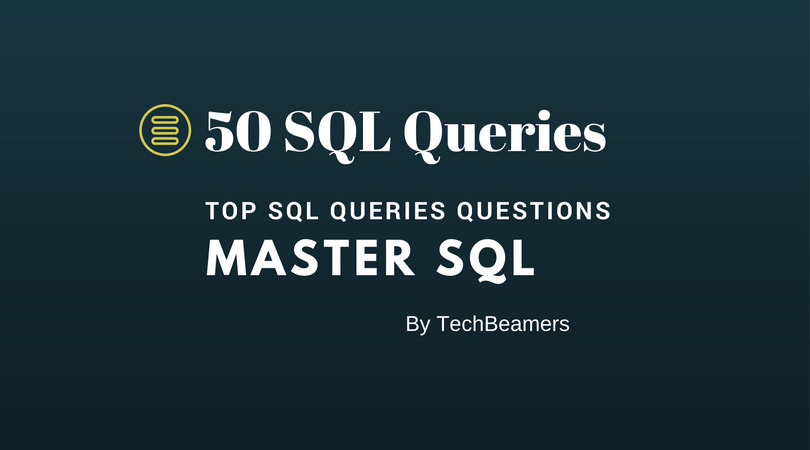 50 SQL Queries
TOP SQL QUERIES QUESTIONS
MASTER SQL
By TechBeamers